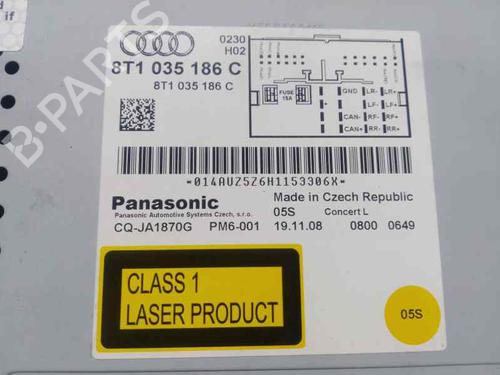 if
0230
H02
8T1 035 186 C
8T1 035 186 C
FUSE
15A
GND LR- LR+
LF- LF+
CAN- RF- RF+
CAN+ RR- RR+
*014AUZ5Z6H1153306X*
Panasonic
Made in Czech Republic
Panasonic Automotive Systems Czech, s.r.o.
05S Concert L
CQ-JA1870G PM6-001 19.11.08 0800 0649
CLASS 1
LASER PRODUCT
05S
B-PARTS